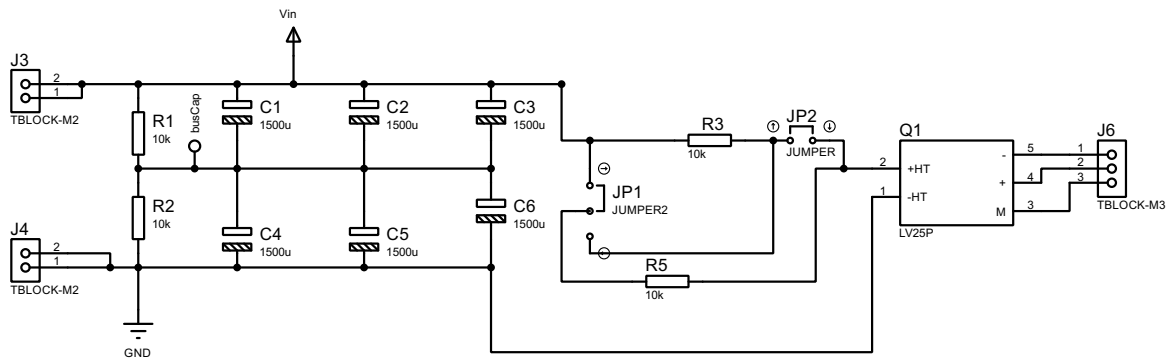 Vin
J3
2
1
TBLOCK-M2
R1
10k
busCap
C1
1500u
C2
1500u
C3
1500u
R2
10k
J4
2
1
TBLOCK-M2
C4
1500u
C5
1500u
C6
1500u
GND
R3
10k
JP2
JUMPER
JP1
JUMPER2
R5
10k
Q1
2
+HT
1
-HT
-
5
+
4
M
3
LV25P
J6
1
2
3
TBLOCK-M3